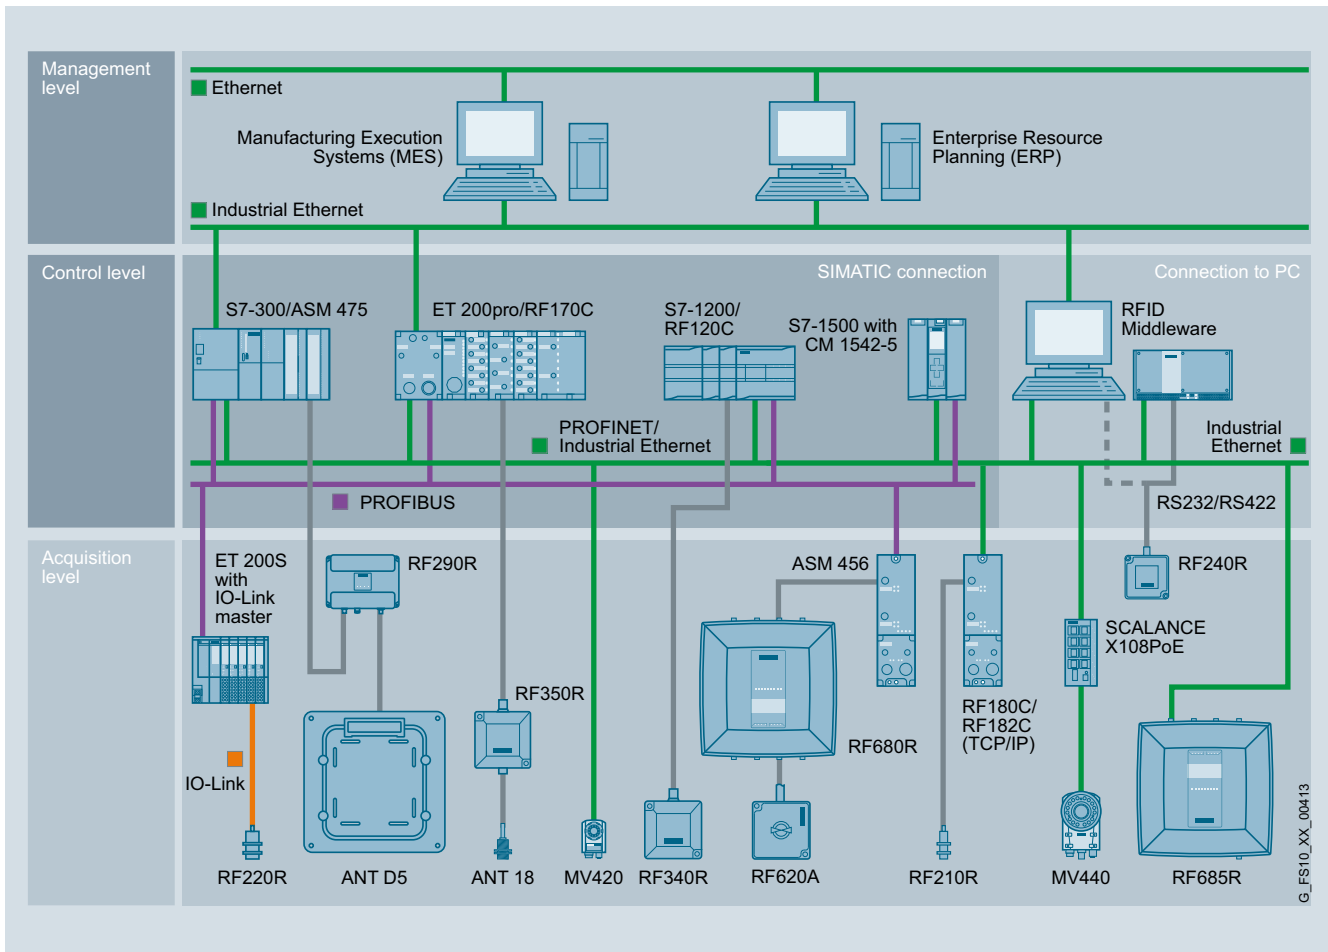 Management
level
Ethernet
Manufacturing Execution
Systems (MES)
Enterprise Resource
Planning (ERP)
Industrial Ethernet
Control level
SIMATIC connection
Connection to PC
S7-300/ASM 475
ET 200pro/RF170C
S7-1200/
RF120C
S7-1500 with
CM 1542-5
RFID
Middleware
PROFINET/
Industrial Ethernet
Industrial
Ethernet
PROFIBUS
RS232/RS422
Acquisition
level
ET 200S
with
IO-Link
master
RF290R
ASM 456
RF240R
SCALANCE
X108PoE
RF350R
RF680R
RF180C/
RF182C
(TCP/IP)
IO-Link
RF220R
ANT D5
ANT 18
MV420
RF340R
RF620A
RF210R
MV440
RF685R
G_FS10_XX_00413